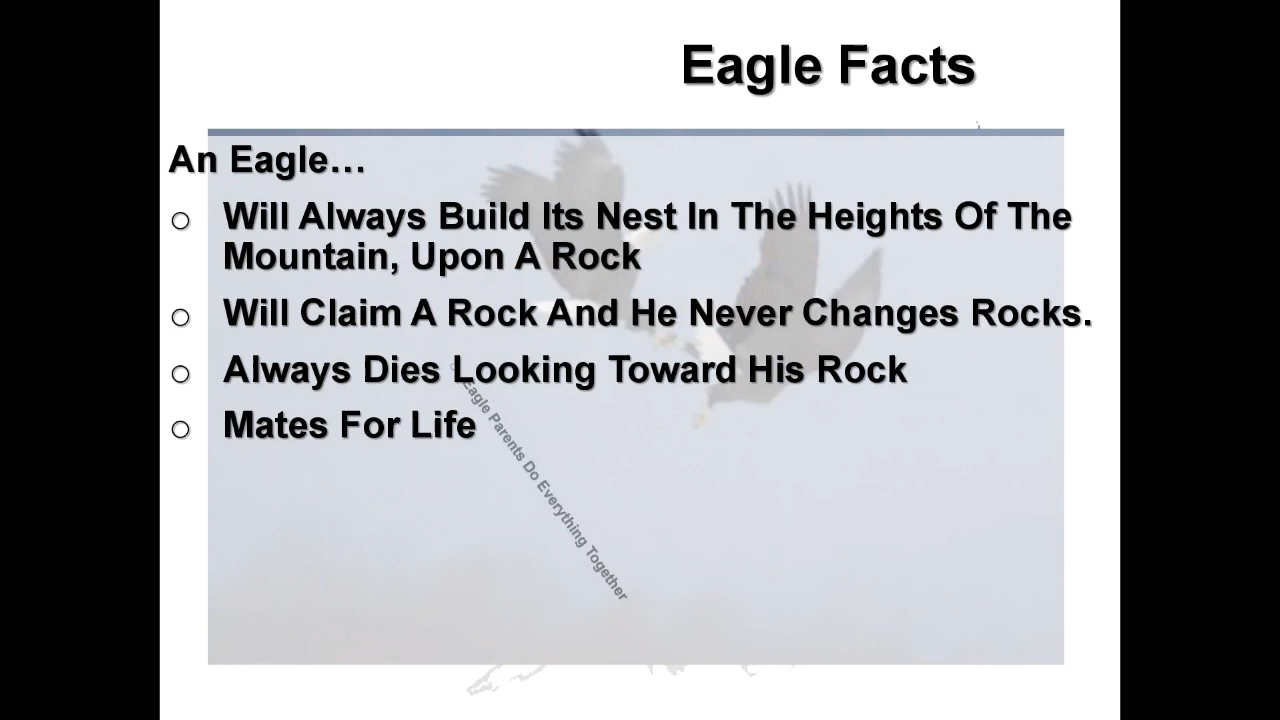 Eagle Facts
An Eagle…
o Will Always Build Its Nest In The Heights Of The
Mountain, Upon A Rock
o Will Claim A Rock And He Never Changes Rocks.
o Always Dies Looking Toward His Rock
o Mates For Life
o Eagle Parents Do Everything Together